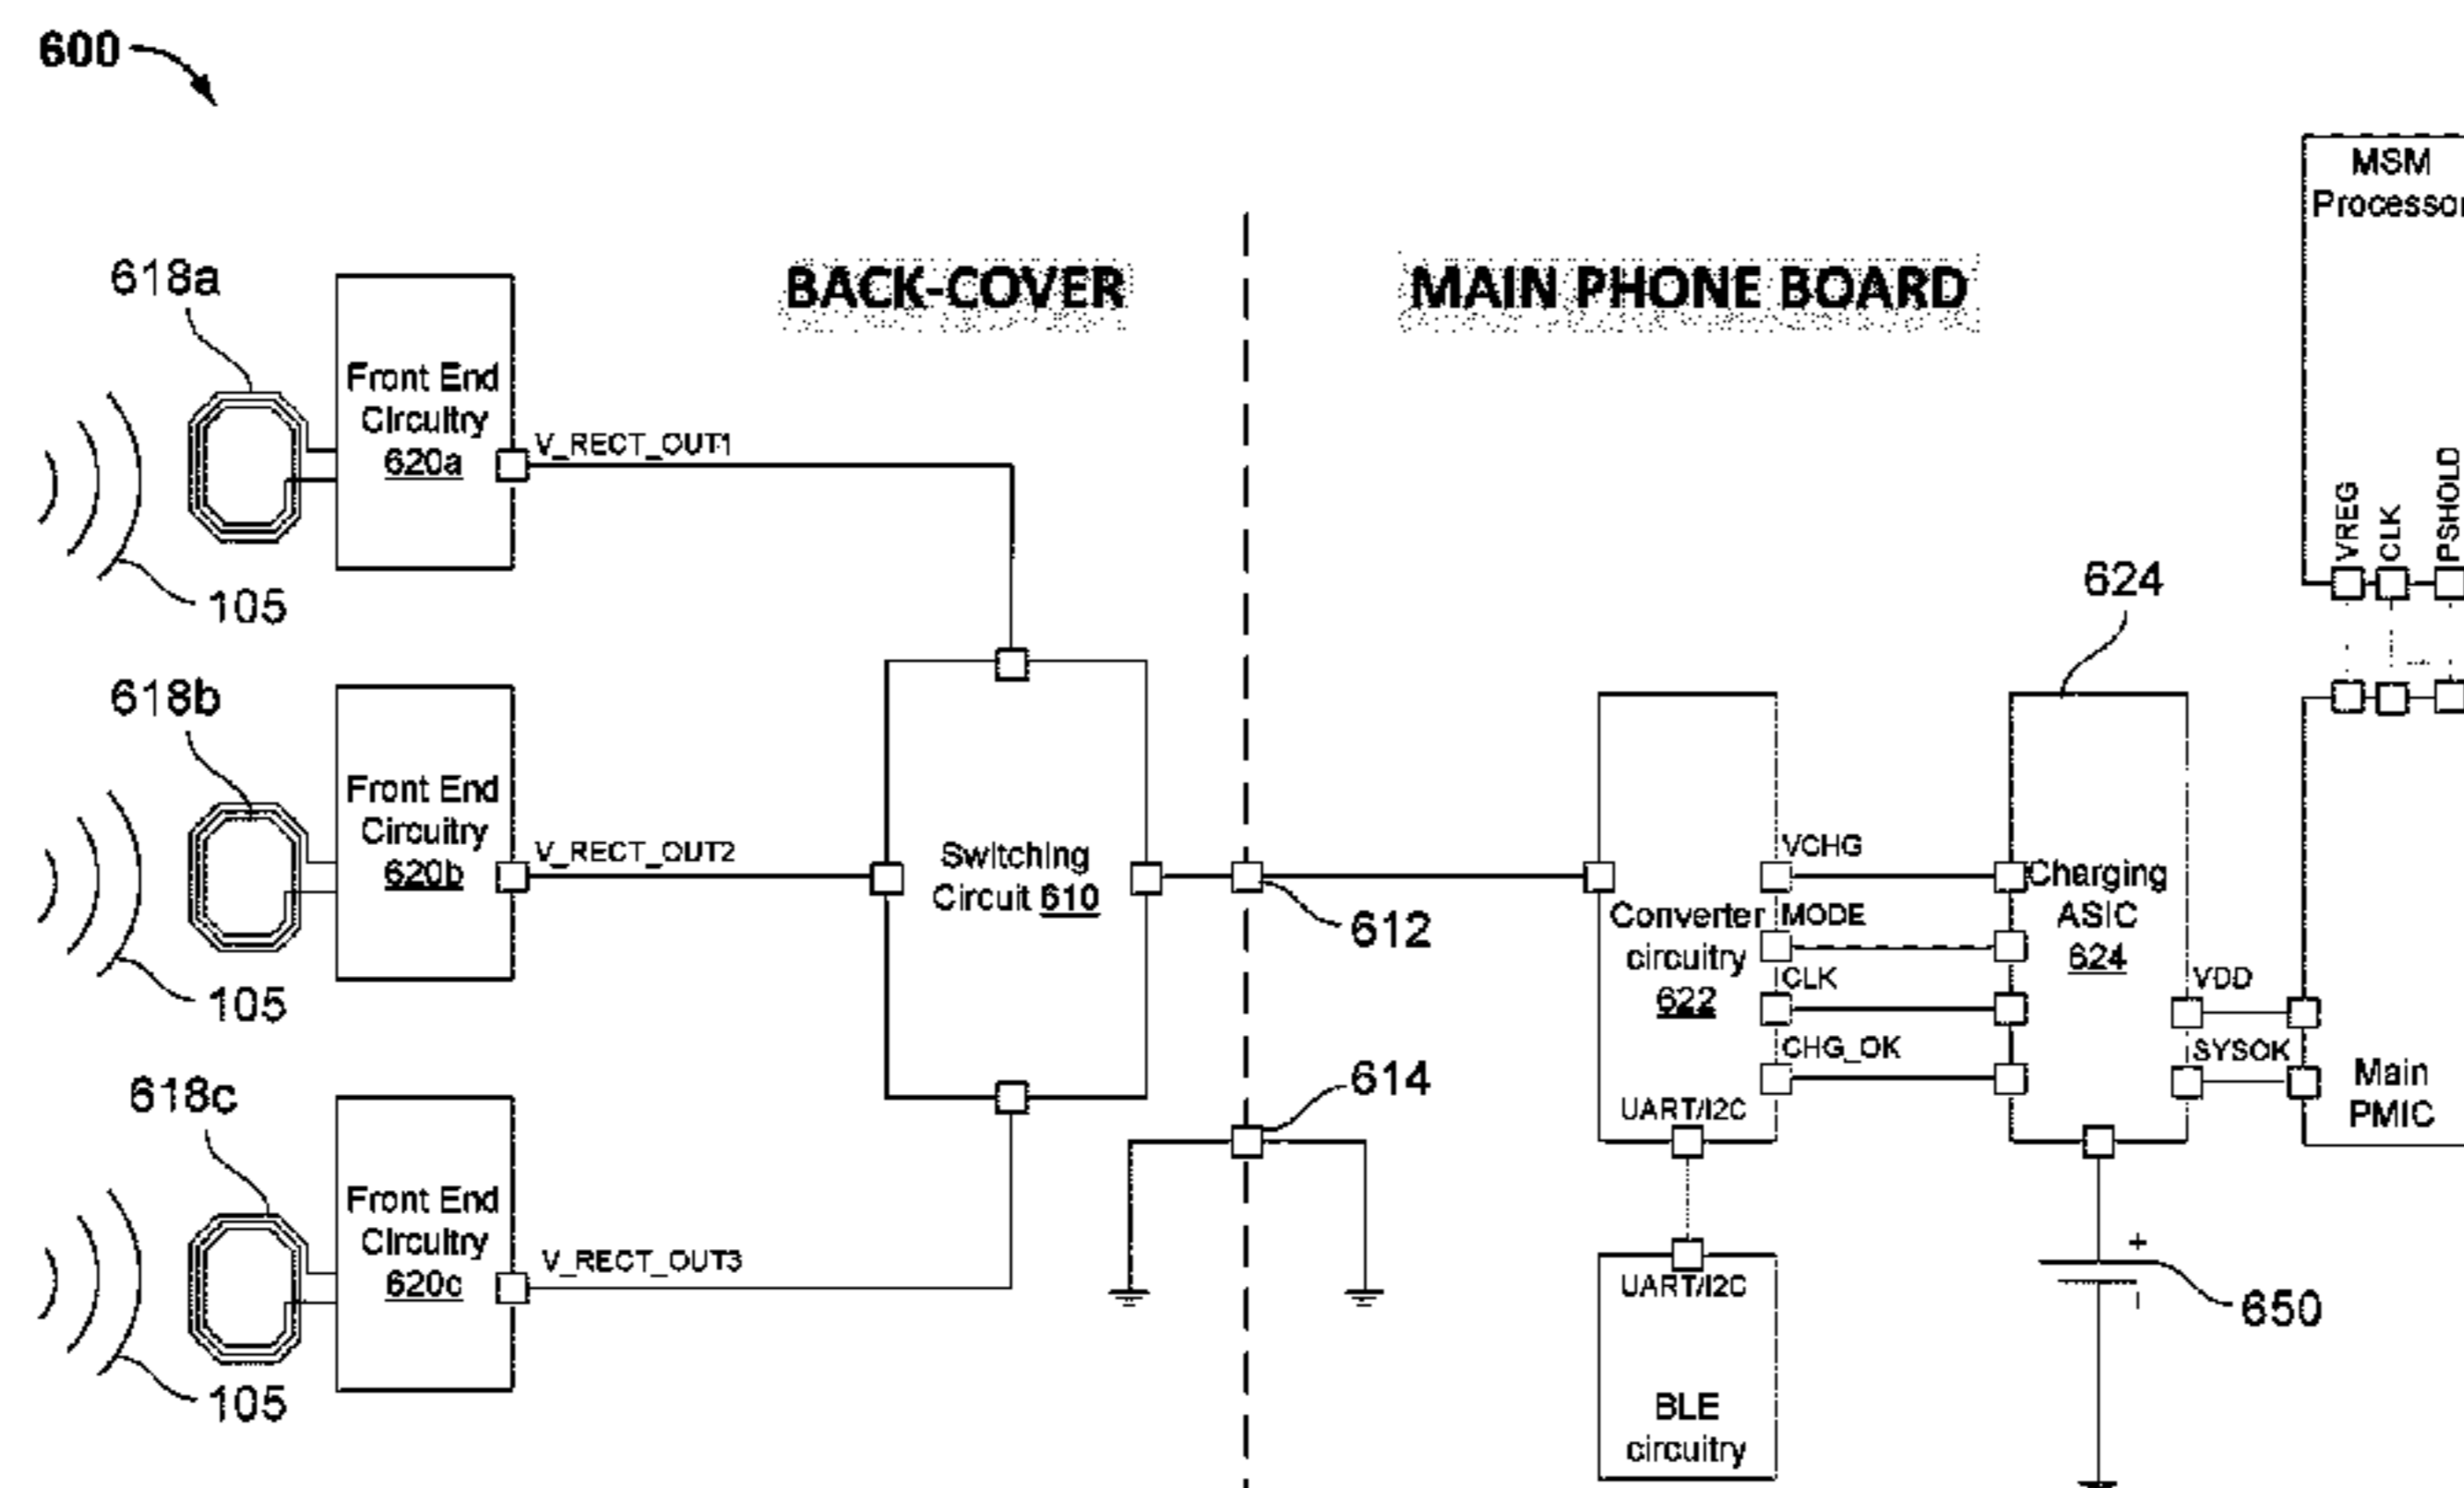 600
MSM
Processor
BACK-COVER
MAIN PHONE BOARD
618a
Front End
Circuitry
620a
V_RECT_OUT1
105
VREG
CLK
PSHOLD
624
618b
Front End
Circuitry
620b
V_RECT_OUT2
105
Switching
Circuit 610
612
614
Converter
circuitry
622
VCHG
MODE
CLK
CHG_OK
UART/I2C
Charging
ASIC
624
VDD
SYSOK
Main
PMIC
618c
Front End
Circuitry
620c
V_RECT_OUT3
105
UART/I2C
BLE
circuitry
+
650